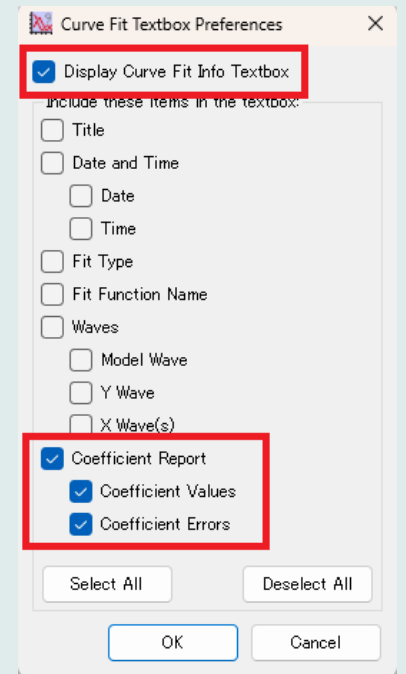 Curve Fit Textbox Preferences
Display Curve Fit Info Textbox
Include these items in the textbox:
Title
Date and Time
Date
Time
Fit Type
Fit Function Name
Waves
Model Wave
Y Wave
X Wave(s)
Coefficient Report
Coefficient Values
Coefficient Errors
Select All Deselect All
OK Cancel